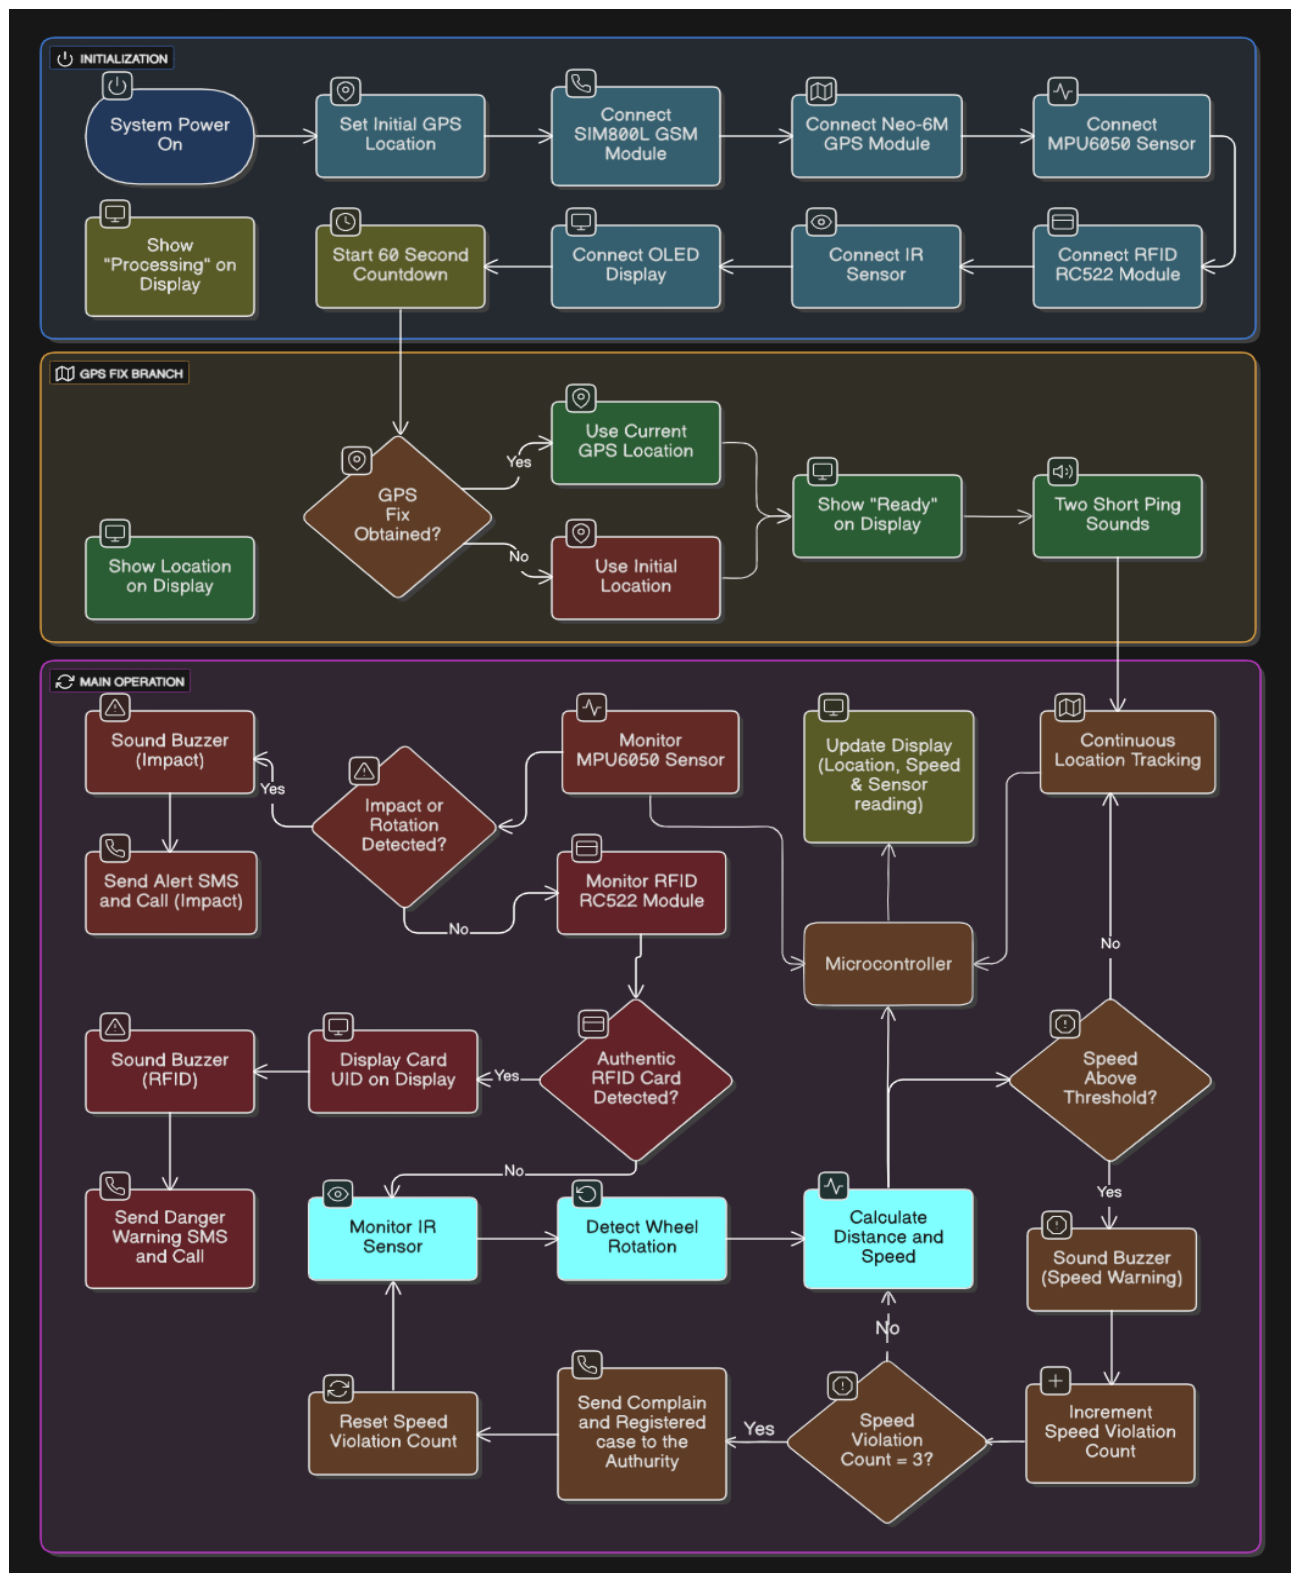 INITIALIZATION
System Power
On
Set Initial GPS
Location
Connect
SIM800L GSM
Module
Connect Neo-6M
GPS Module
Connect
MPU6050 Sensor
Show
"Processing" on
Display
Start 60 Second
Countdown
Connect OLED
Display
Connect IR
Sensor
Connect RFID
RC522 Module
GPS FIX BRANCH
GPS
Fix
Obtained?
Yes
No
Use Current
GPS Location
Use Initial
Location
Show "Ready"
on Display
Two Short Ping
Sounds
Show Location
on Display
MAIN OPERATION
Sound Buzzer
(Impact)
Yes
Impact or
Rotation
Detected?
Monitor
MPU6050 Sensor
Update Display
(Location, Speed
& Sensor
reading)
Continuous
Location Tracking
Send Alert SMS
and Call (Impact)
No
Monitor RFID
RC522 Module
Microcontroller
No
Sound Buzzer
(RFID)
Display Card
UID on Display
Yes
Authentic
RFID Card
Detected?
Speed
Above
Threshold?
No
Yes
Send Danger
Warning SMS
and Call
Monitor IR
Sensor
Detect Wheel
Rotation
Calculate
Distance and
Speed
Sound Buzzer
(Speed Warning)
No
Reset Speed
Violation Count
Send Complain
and Registered
case to the
Authurity
Yes
Speed
Violation
Count = 3?
Increment
Speed Violation
Count